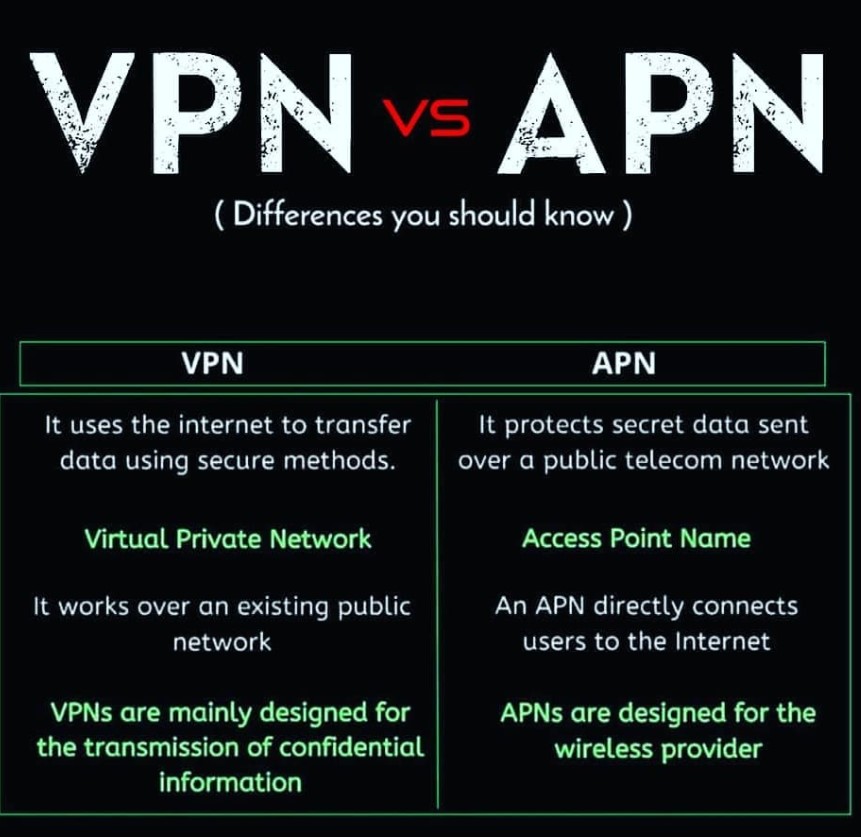 VPN vs APN
( Differences you should know )
VPN APN
It uses the internet to transfer
data using secure methods.
It protects secret data sent
over a public telecom network
Virtual Private Network
Access Point Name
It works over an existing public
network
An APN directly connects
users to the Internet
VPNs are mainly designed for
the transmission of confidential
information
APNs are designed for the
wireless provider